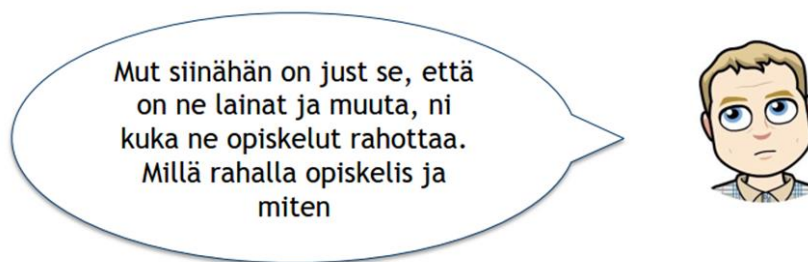 Mut siinähän on just se, että
on ne lainat ja muuta, ni
kuka ne opiskelut rahottaa.
Millä rahalla opiskelis ja
miten